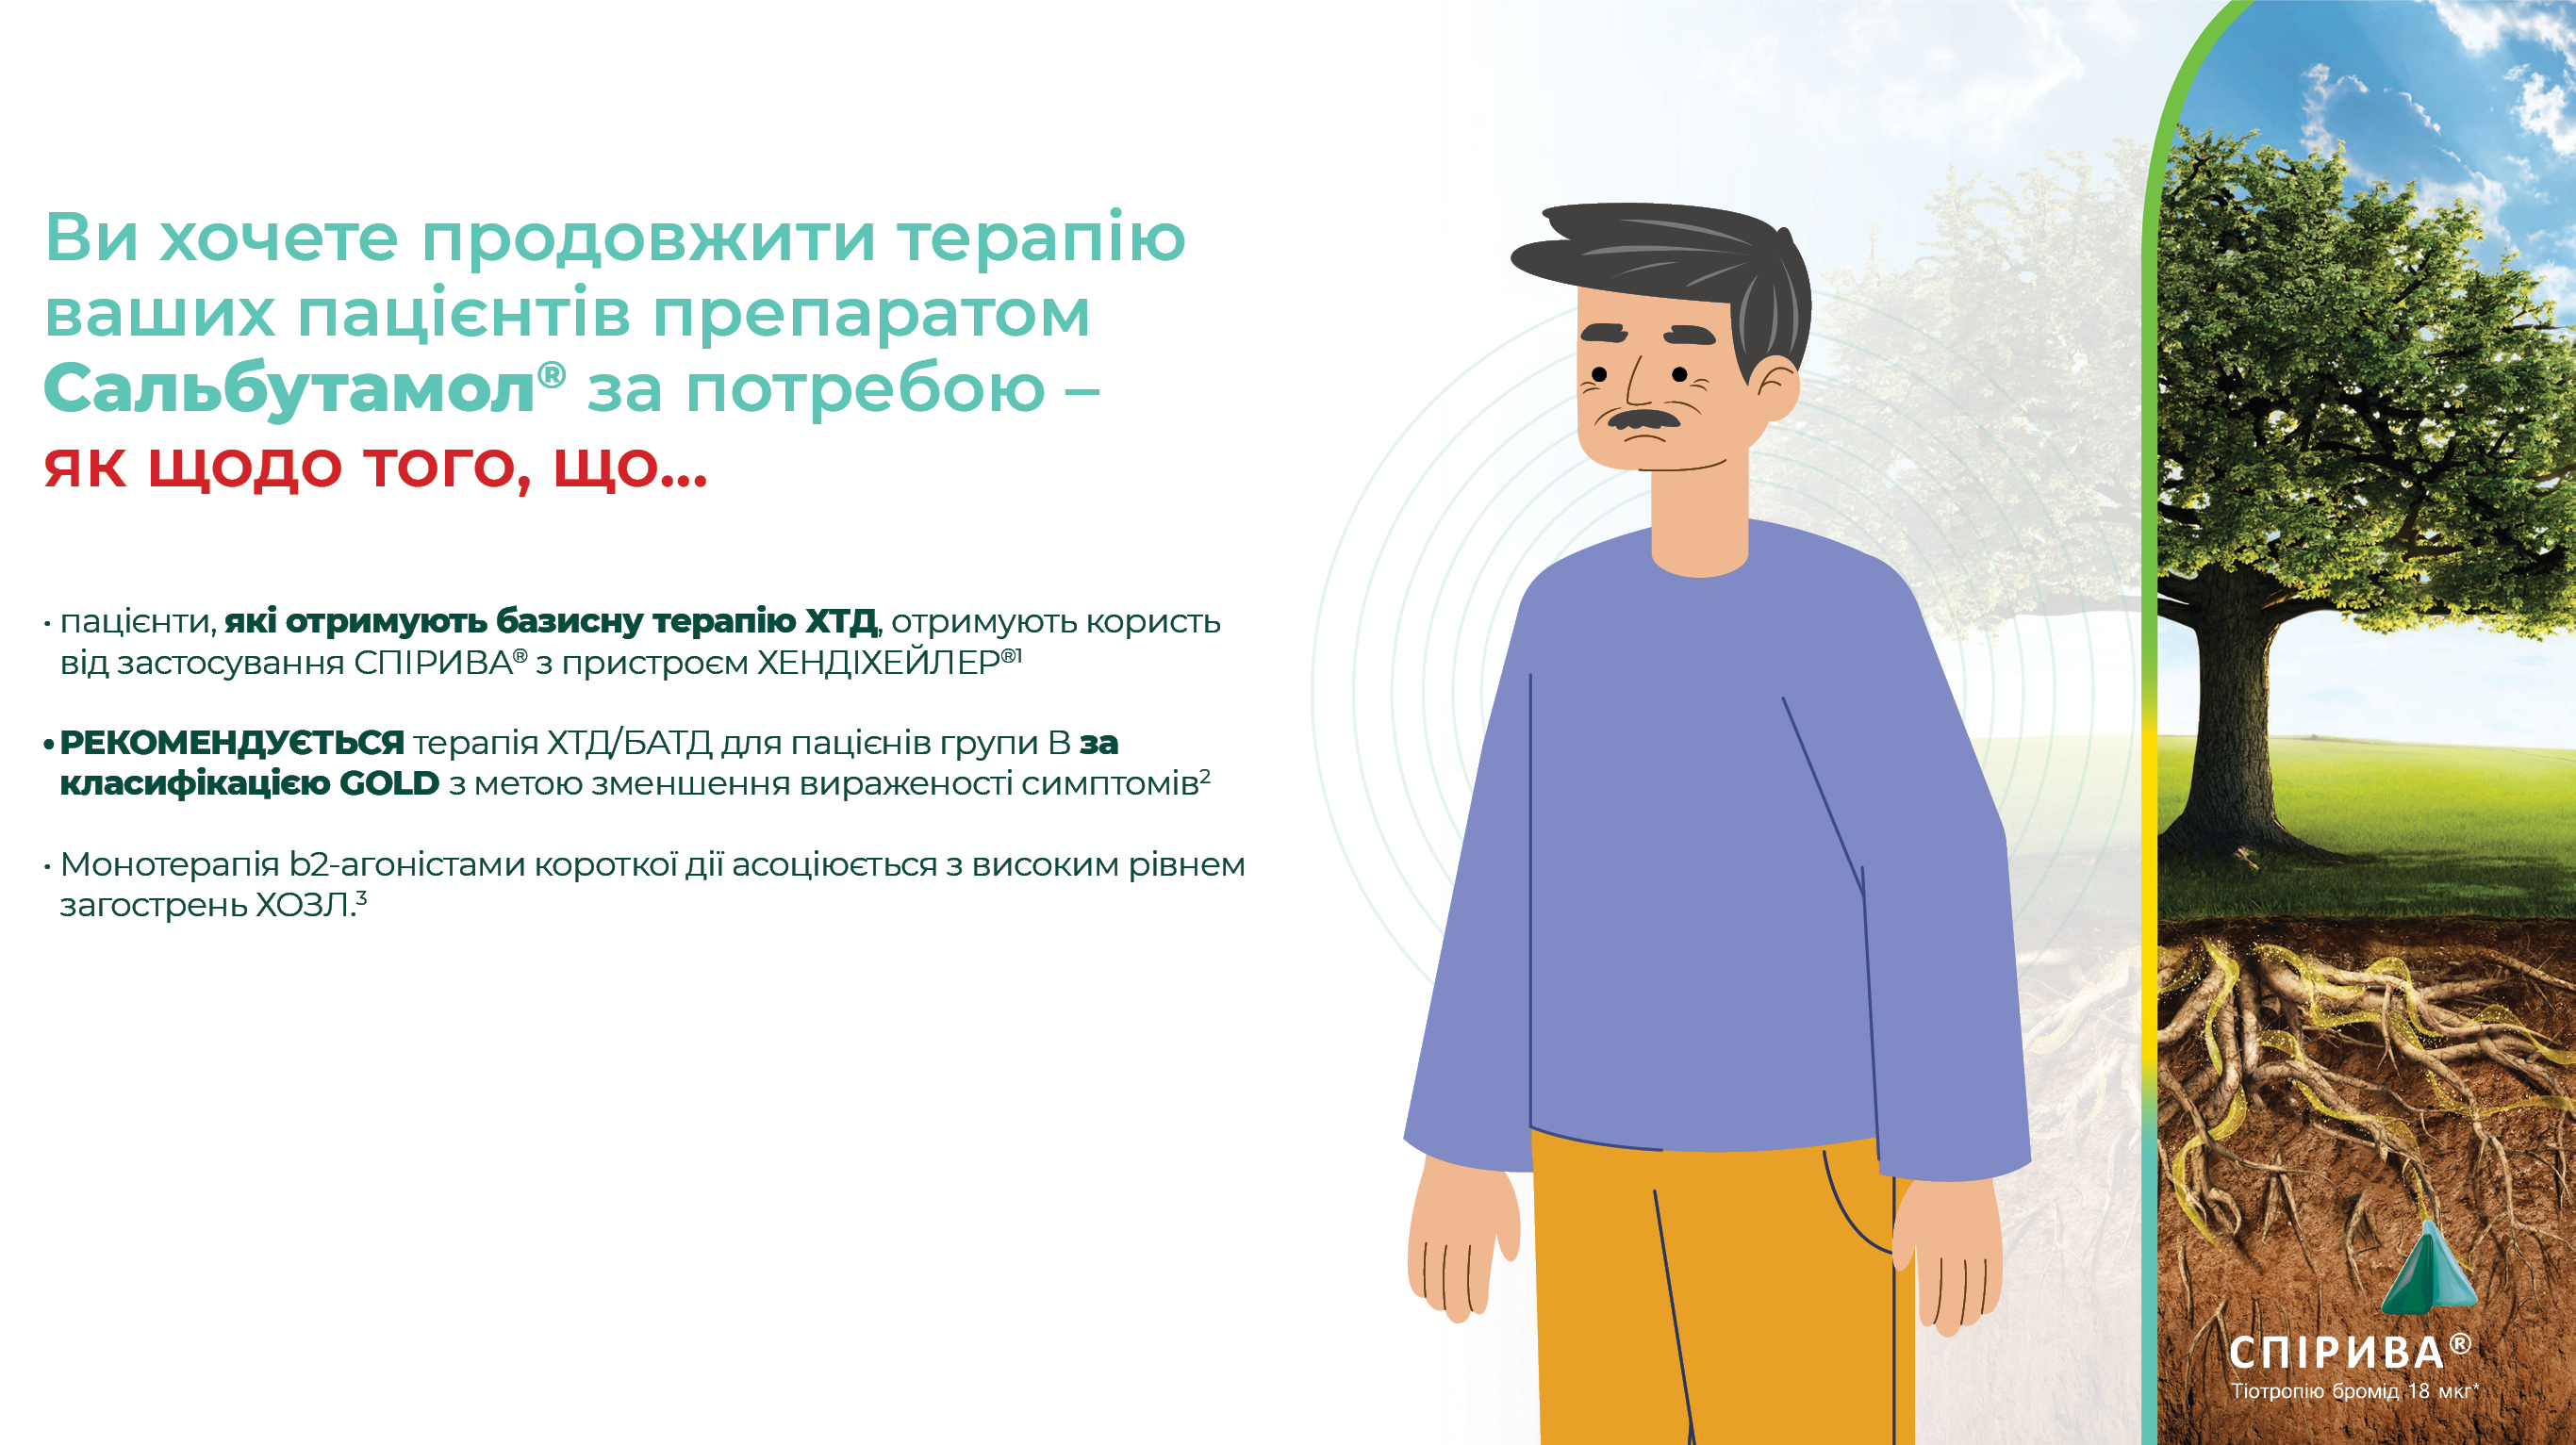 Ви хочете продовжити терапію
ваших пацієнтів препаратом
Сальбутамол® за потребою –
як щодо того, що...
· пацієнти, які отримують базисну терапію ХТД, отримують користь
від застосування СПІРИВА® з пристроєм ХЕНДІХЕЙЛЕР®¹
• РЕКОМЕНДУЄТЬСЯ терапія ХТД/БАТД для пацієнів групи В за
класифікацією GOLD з метою зменшення вираженості симптомів²
· Монотерапія b2-агоністами короткої дії асоціюється з високим рівнем
загострень ХОЗЛ.³
СПІРИВА®
Тіотропію бромід 18 мкг*